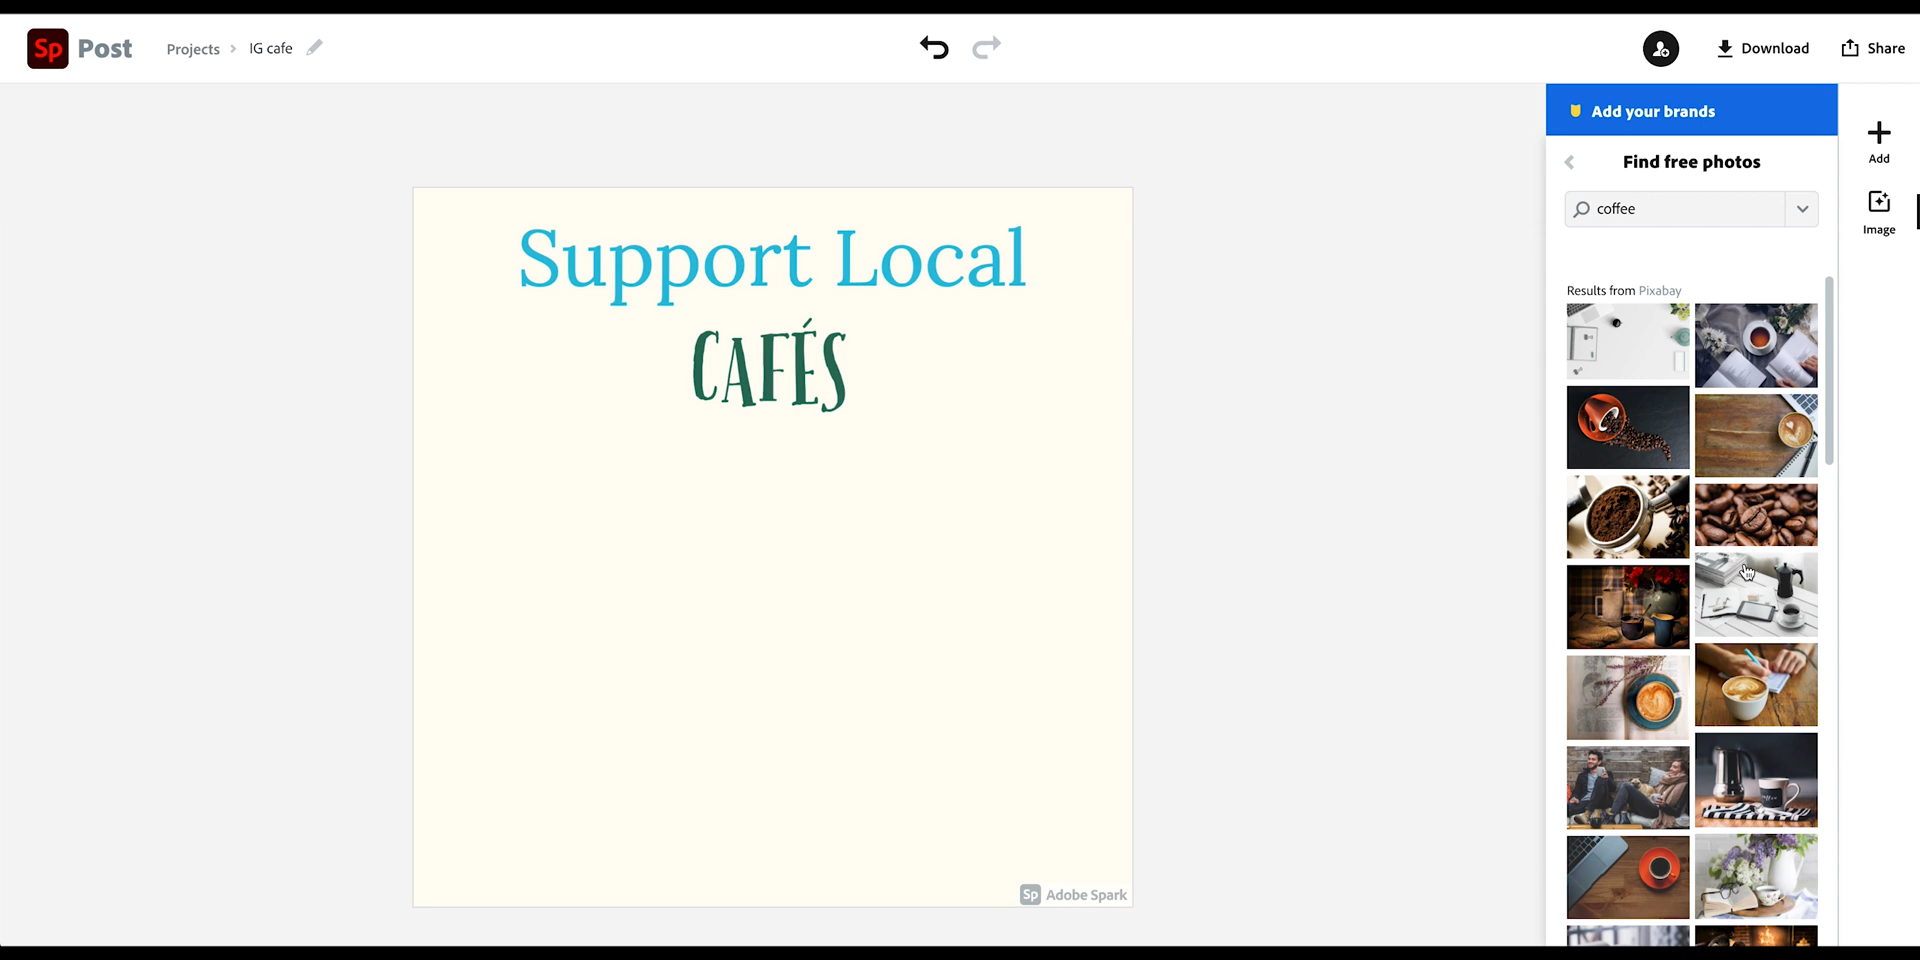 Sp Post
Projects > IG cafe
Download
Share
Add your brands
Find free photos
coffee
Add
Image
Results from Pixabay
Support Local
CAFÉS
Sp Adobe Spark